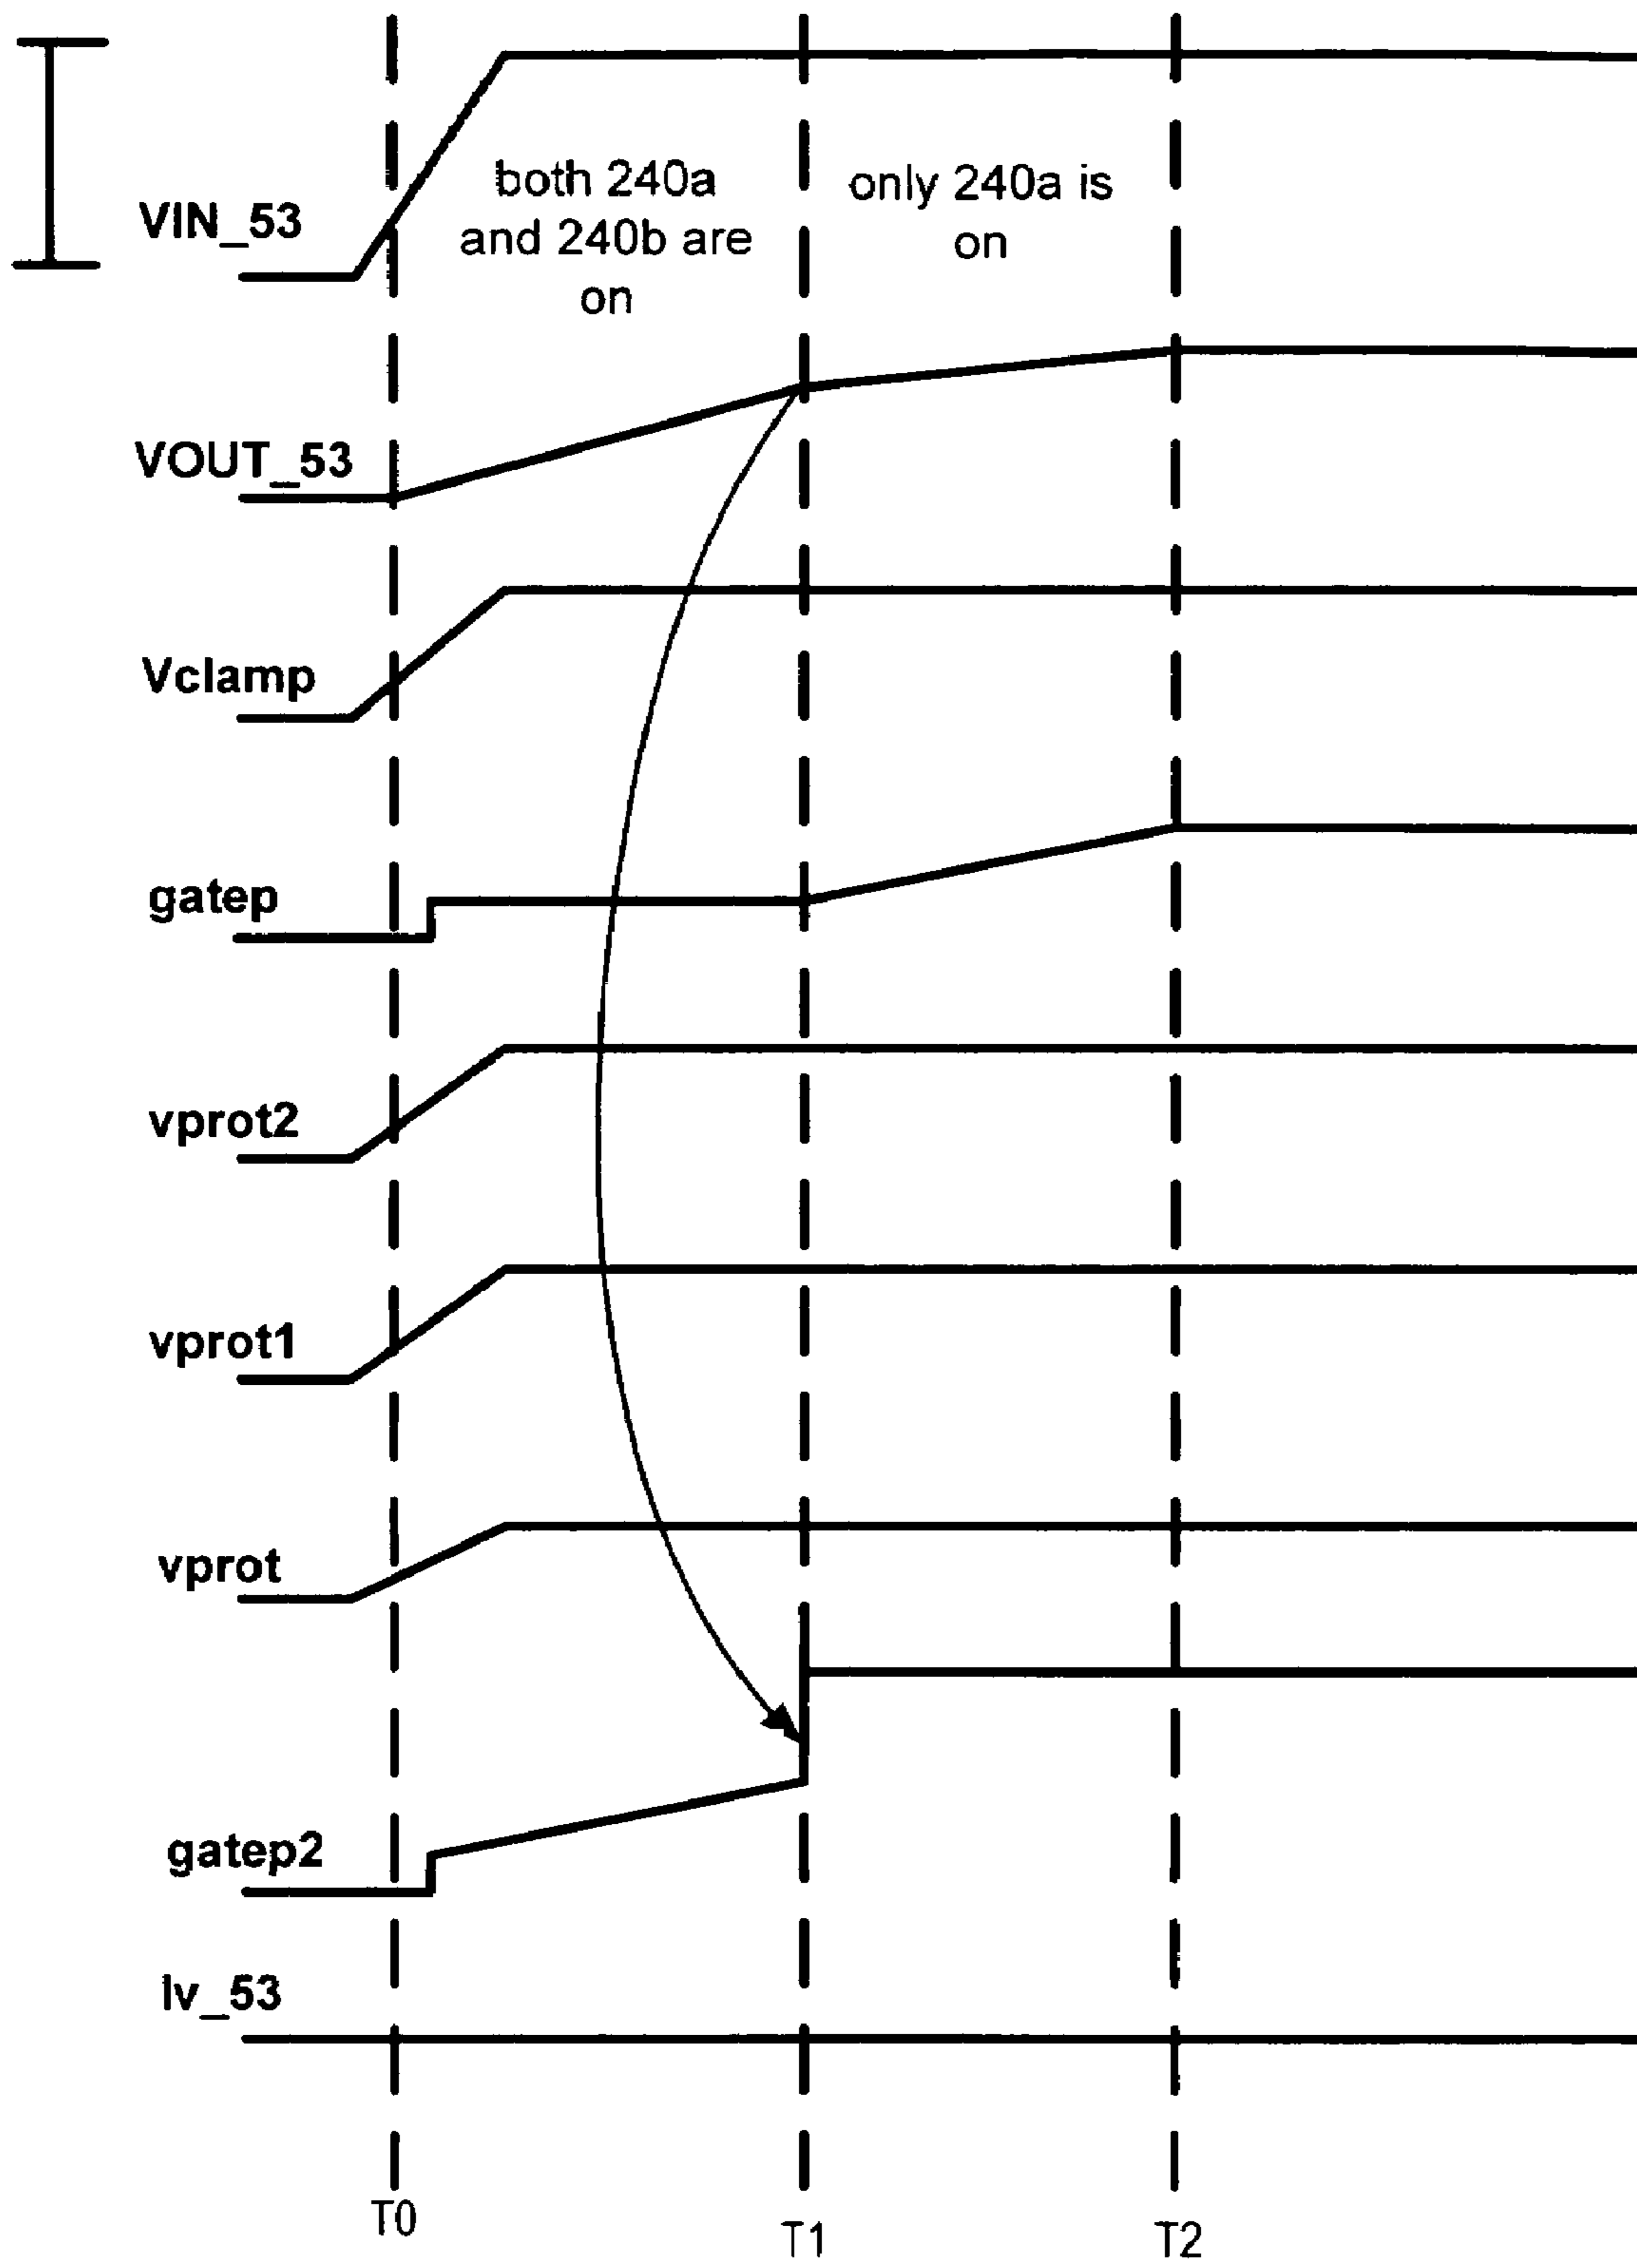 VIN_53
both 240a
and 240b are
on
only 240a is
on
VOUT_53
Vclamp
gatep
vprot2
vprot1
vprot
gatep2
lv_53
T0
T1
T2